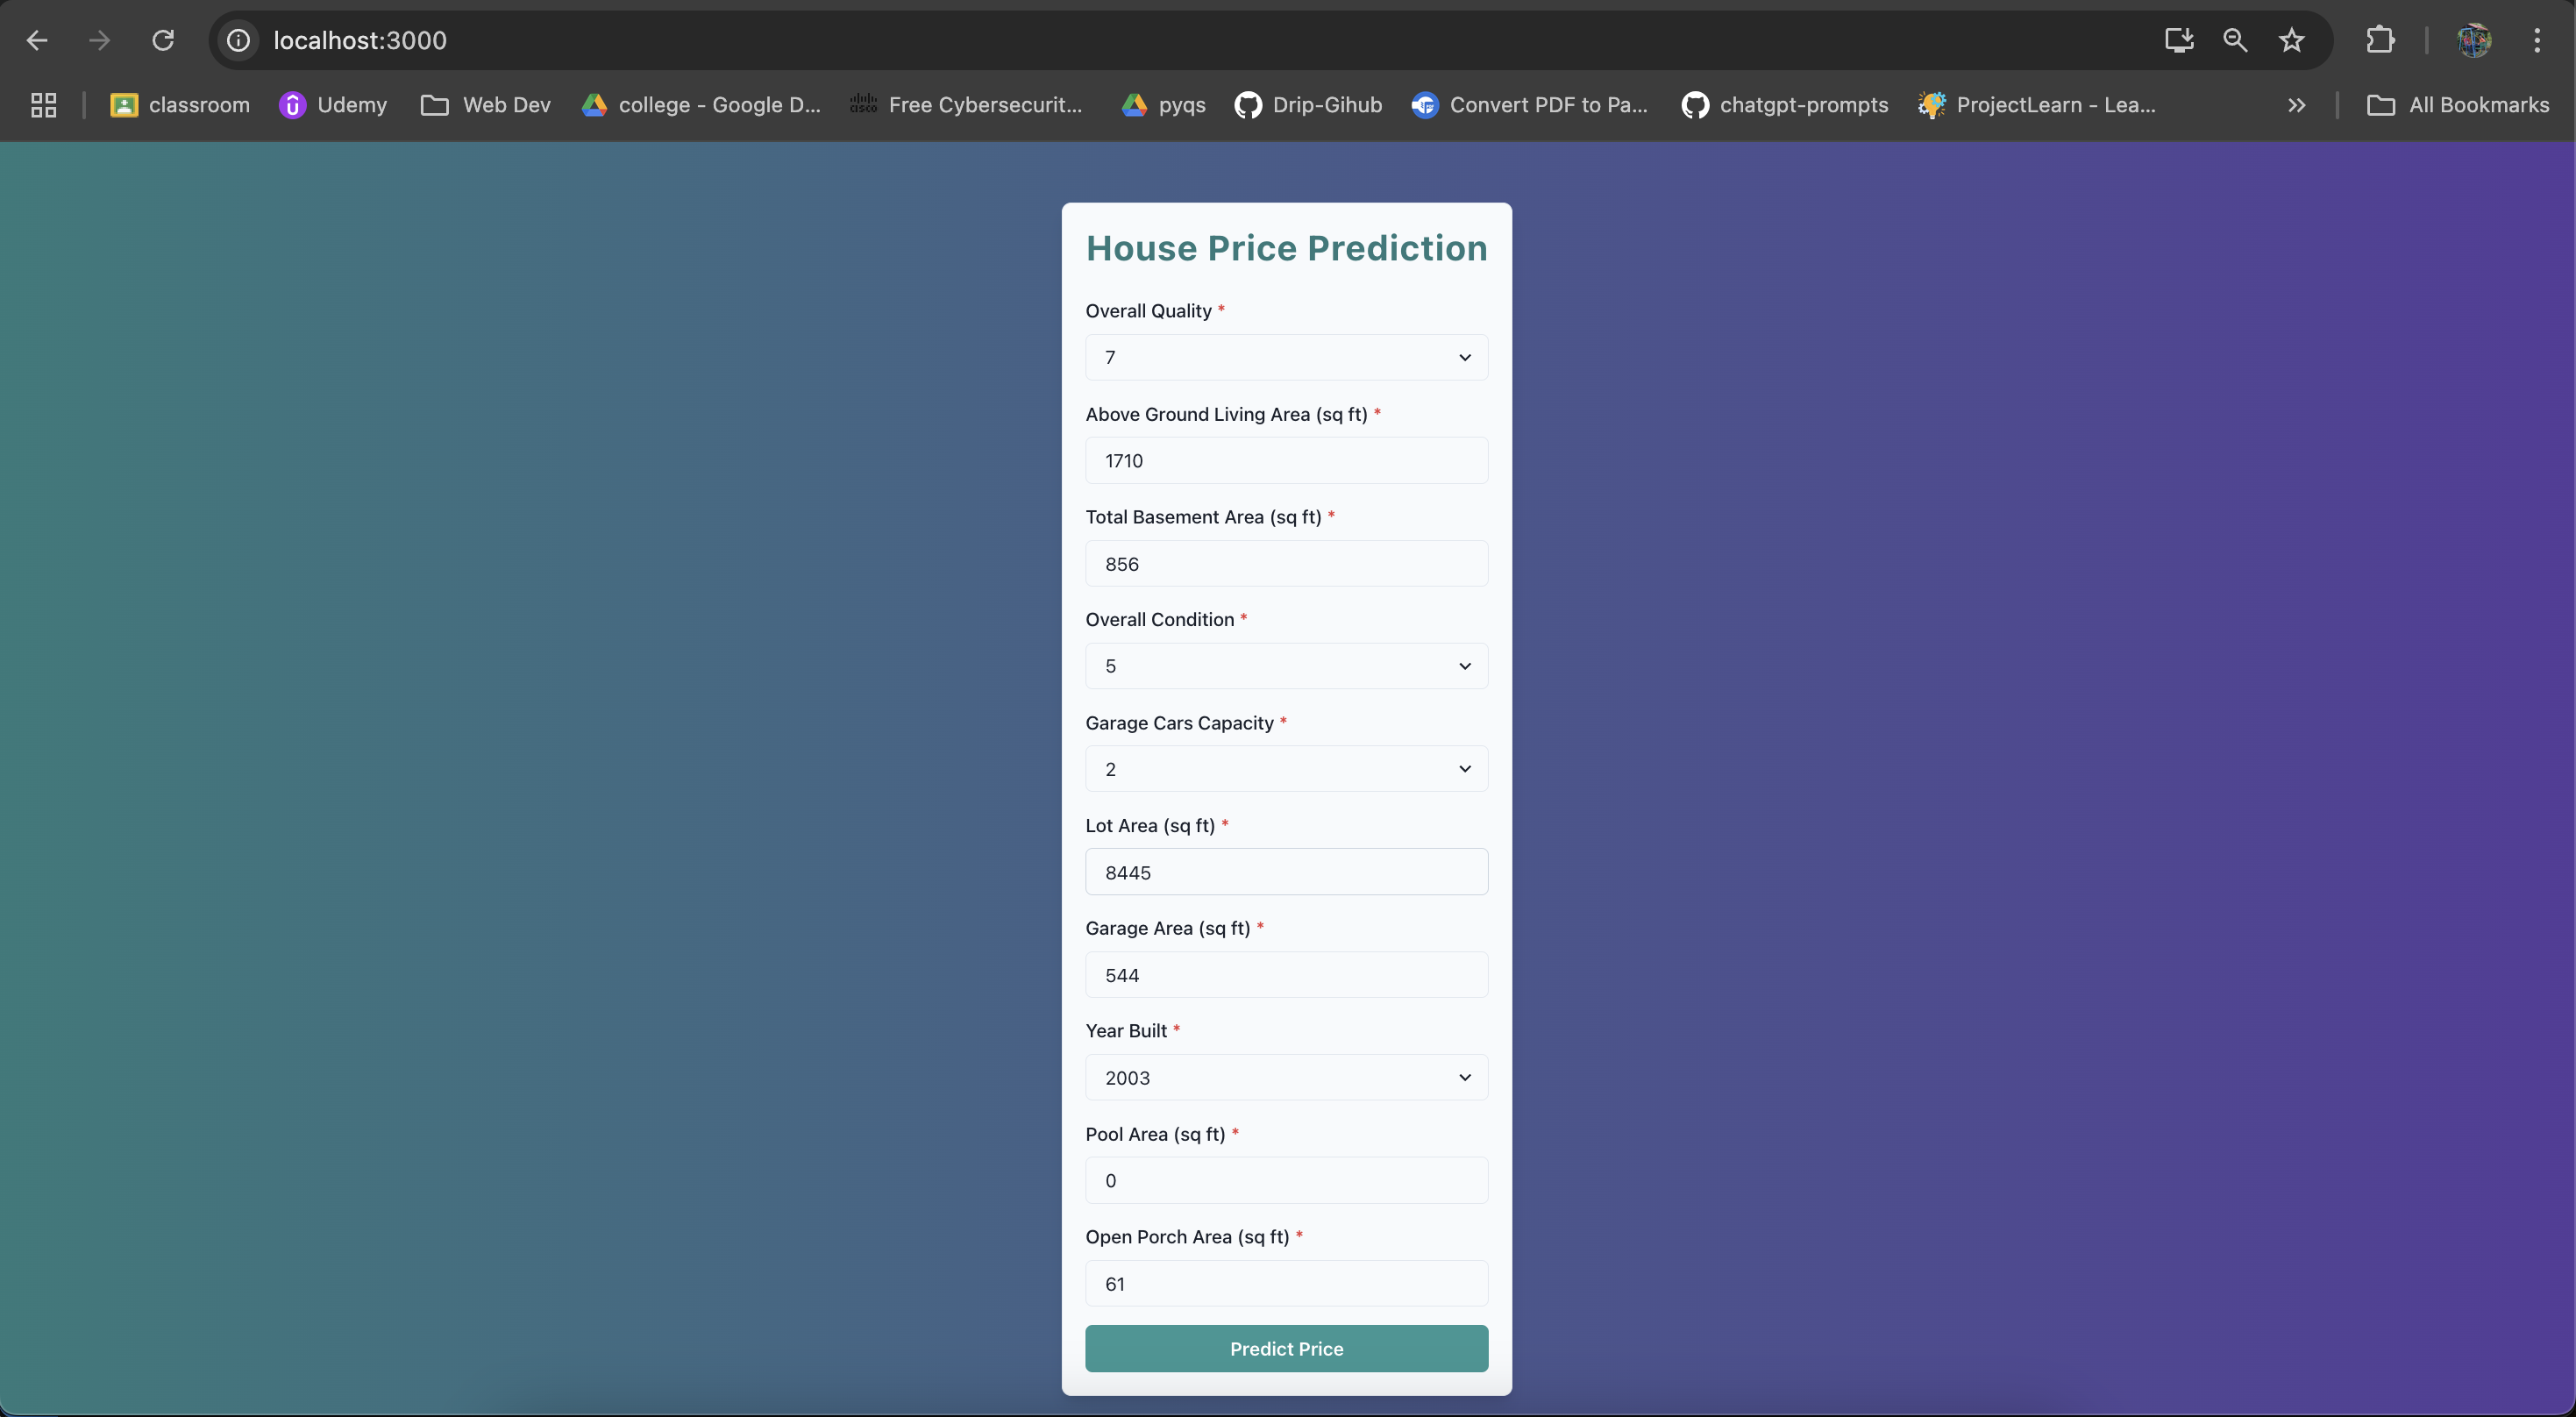 localhost:3000
classroom
Udemy
Web Dev
college - Google D...
cisco
Free Cybersecurit...
pyqs
Drip-Gihub
Convert PDF to Pa...
chatgpt-prompts
ProjectLearn - Lea...
All Bookmarks
House Price Prediction
Overall Quality *
7
Above Ground Living Area (sq ft) *
1710
Total Basement Area (sq ft) *
856
Overall Condition *
5
Garage Cars Capacity *
2
Lot Area (sq ft) *
8445
Garage Area (sq ft) *
544
Year Built *
2003
Pool Area (sq ft) *
0
Open Porch Area (sq ft) *
61
Predict Price